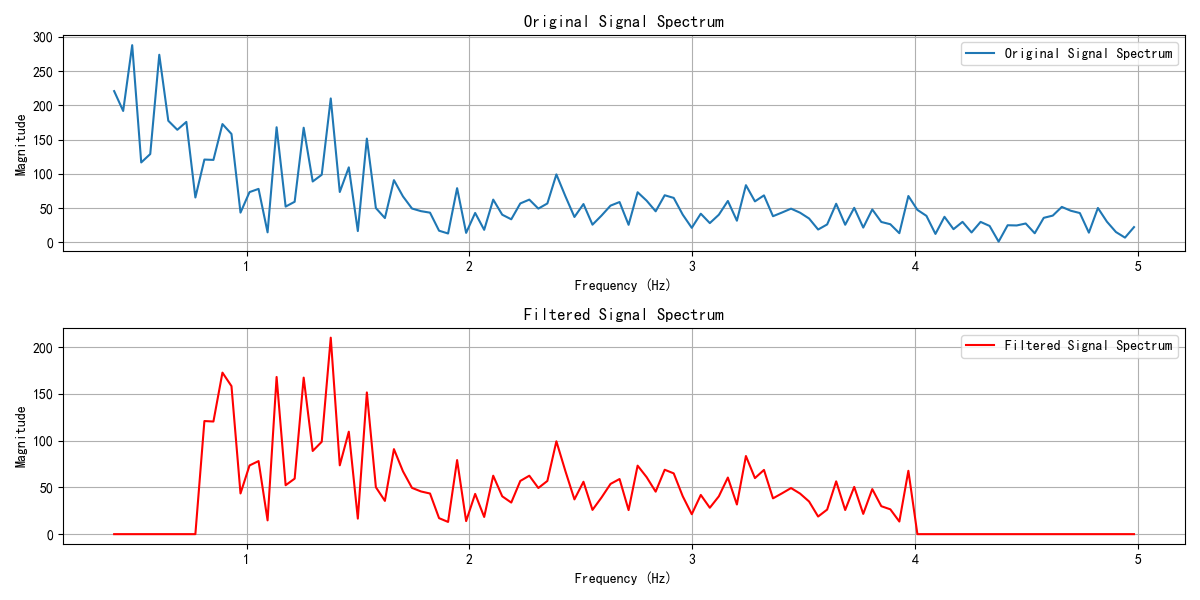 Original Signal Spectrum
300
250
200
150
100
50
0
Magnitude
Original Signal Spectrum
1 2 3 4 5
Frequency (Hz)
Filtered Signal Spectrum
200
150
100
50
0
Magnitude
Filtered Signal Spectrum
1 2 3 4 5
Frequency (Hz)